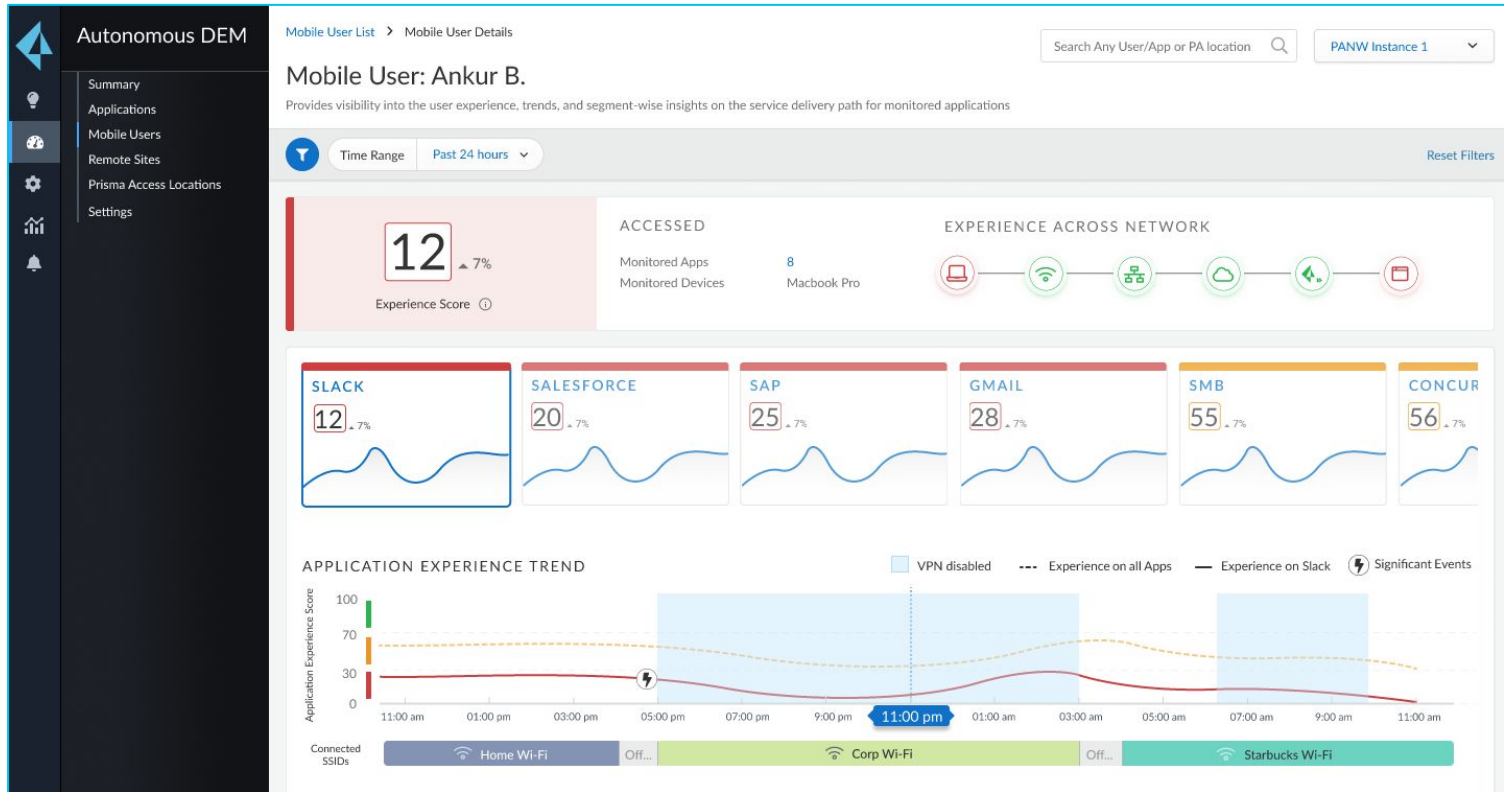 Autonomous DEM
Summary
Applications
Mobile Users
Remote Sites
Prisma Access Locations
Settings
Mobile User List > Mobile User Details
Search Any User/App or PA location
PANW Instance 1
Mobile User: Ankur B.
Provides visibility into the user experience, trends, and segment-wise insights on the service delivery path for monitored applications
Time Range Past 24 hours
Reset Filters
12 7%
Experience Score
ACCESSED
Monitored Apps 8
Monitored Devices Macbook Pro
EXPERIENCE ACROSS NETWORK
SLACK
12 7%
SALESFORCE
20 7%
SAP
25 7%
GMAIL
28 7%
SMB
55 7%
CONCUR
56 7%
APPLICATION EXPERIENCE TREND
VPN disabled
Experience on all Apps
Experience on Slack
Significant Events
Application Experience Score
100
70
30
0
11:00 am 01:00 pm 03:00 pm 05:00 pm 07:00 pm 9:00 pm 11:00 pm 01:00 am 03:00 am 05:00 am 07:00 am 9:00 am 11:00 am
Connected
SSIDs
Home Wi-Fi Off... Corp Wi-Fi Off... Starbucks Wi-Fi